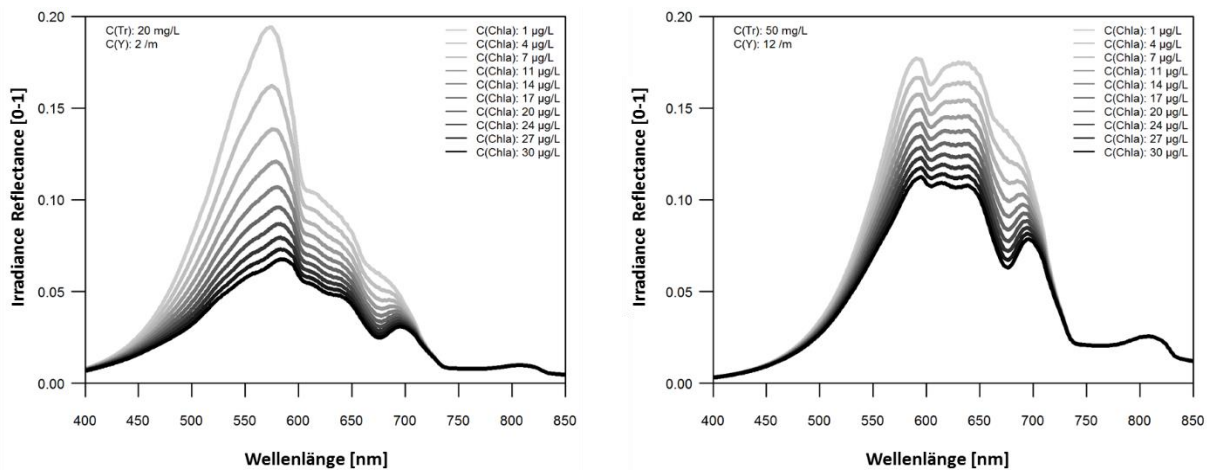 C(Tr): 20 mg/L
C(Y): 2 /m
C(Chla): 1 µg/L
C(Chla): 4 µg/L
C(Chla): 7 µg/L
C(Chla): 11 µg/L
C(Chla): 14 µg/L
C(Chla): 17 µg/L
C(Chla): 20 µg/L
C(Chla): 24 µg/L
C(Chla): 27 µg/L
C(Chla): 30 µg/L
Irradiance Reflectance [0-1]
0.20
0.15
0.10
0.05
0.00
400 450 500 550 600 650 700 750 800 850
Wellenlänge [nm]
C(Tr): 50 mg/L
C(Y): 12 /m
C(Chla): 1 µg/L
C(Chla): 4 µg/L
C(Chla): 7 µg/L
C(Chla): 11 µg/L
C(Chla): 14 µg/L
C(Chla): 17 µg/L
C(Chla): 20 µg/L
C(Chla): 24 µg/L
C(Chla): 27 µg/L
C(Chla): 30 µg/L
Irradiance Reflectance [0-1]
0.20
0.15
0.10
0.05
0.00
400 450 500 550 600 650 700 750 800 850
Wellenlänge [nm]